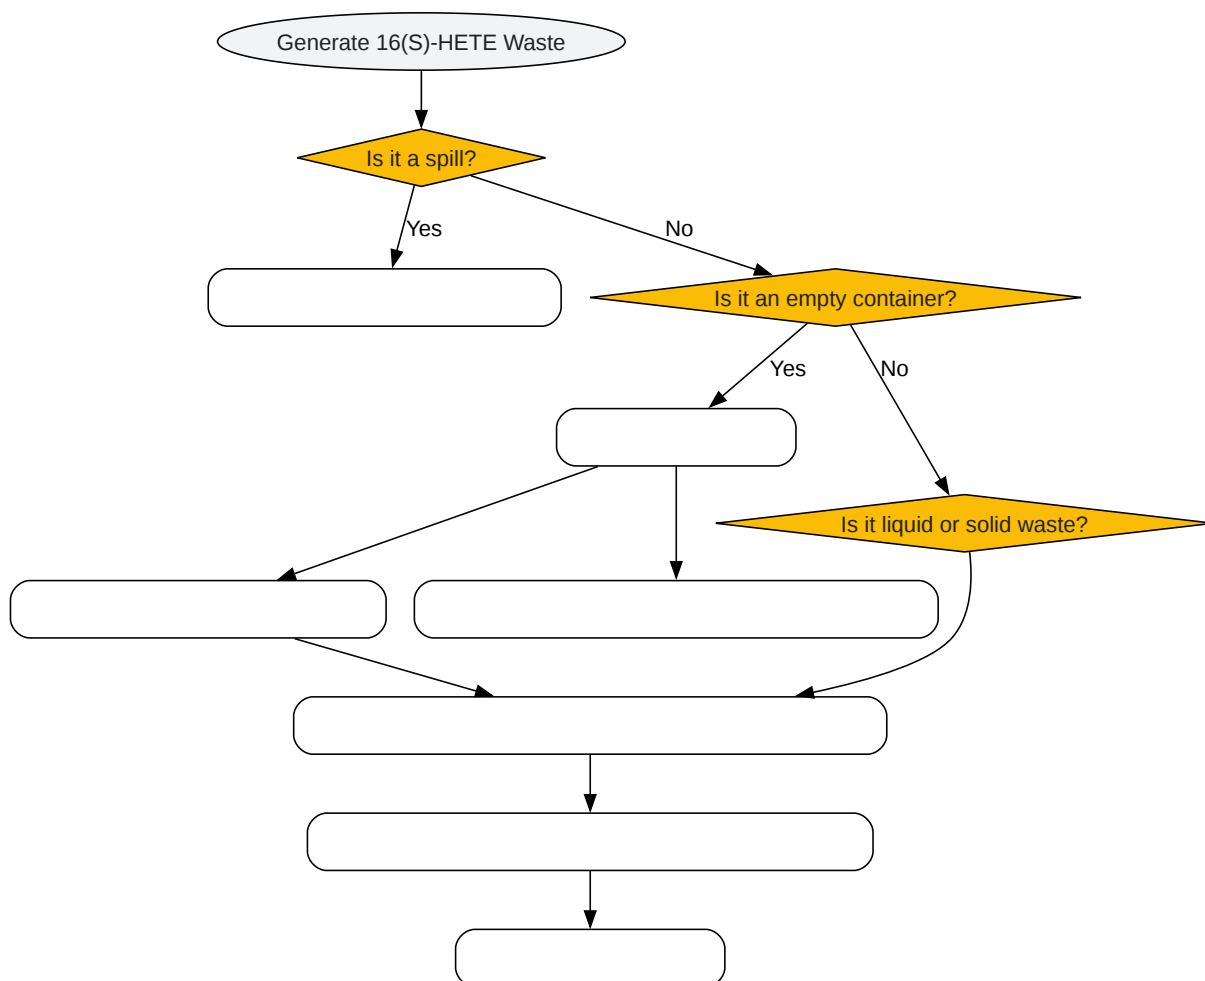 Generate 16(S)-HETE Waste
Is it a spill?
Yes
No
Is it an empty container?
Yes
No
Is it liquid or solid waste?